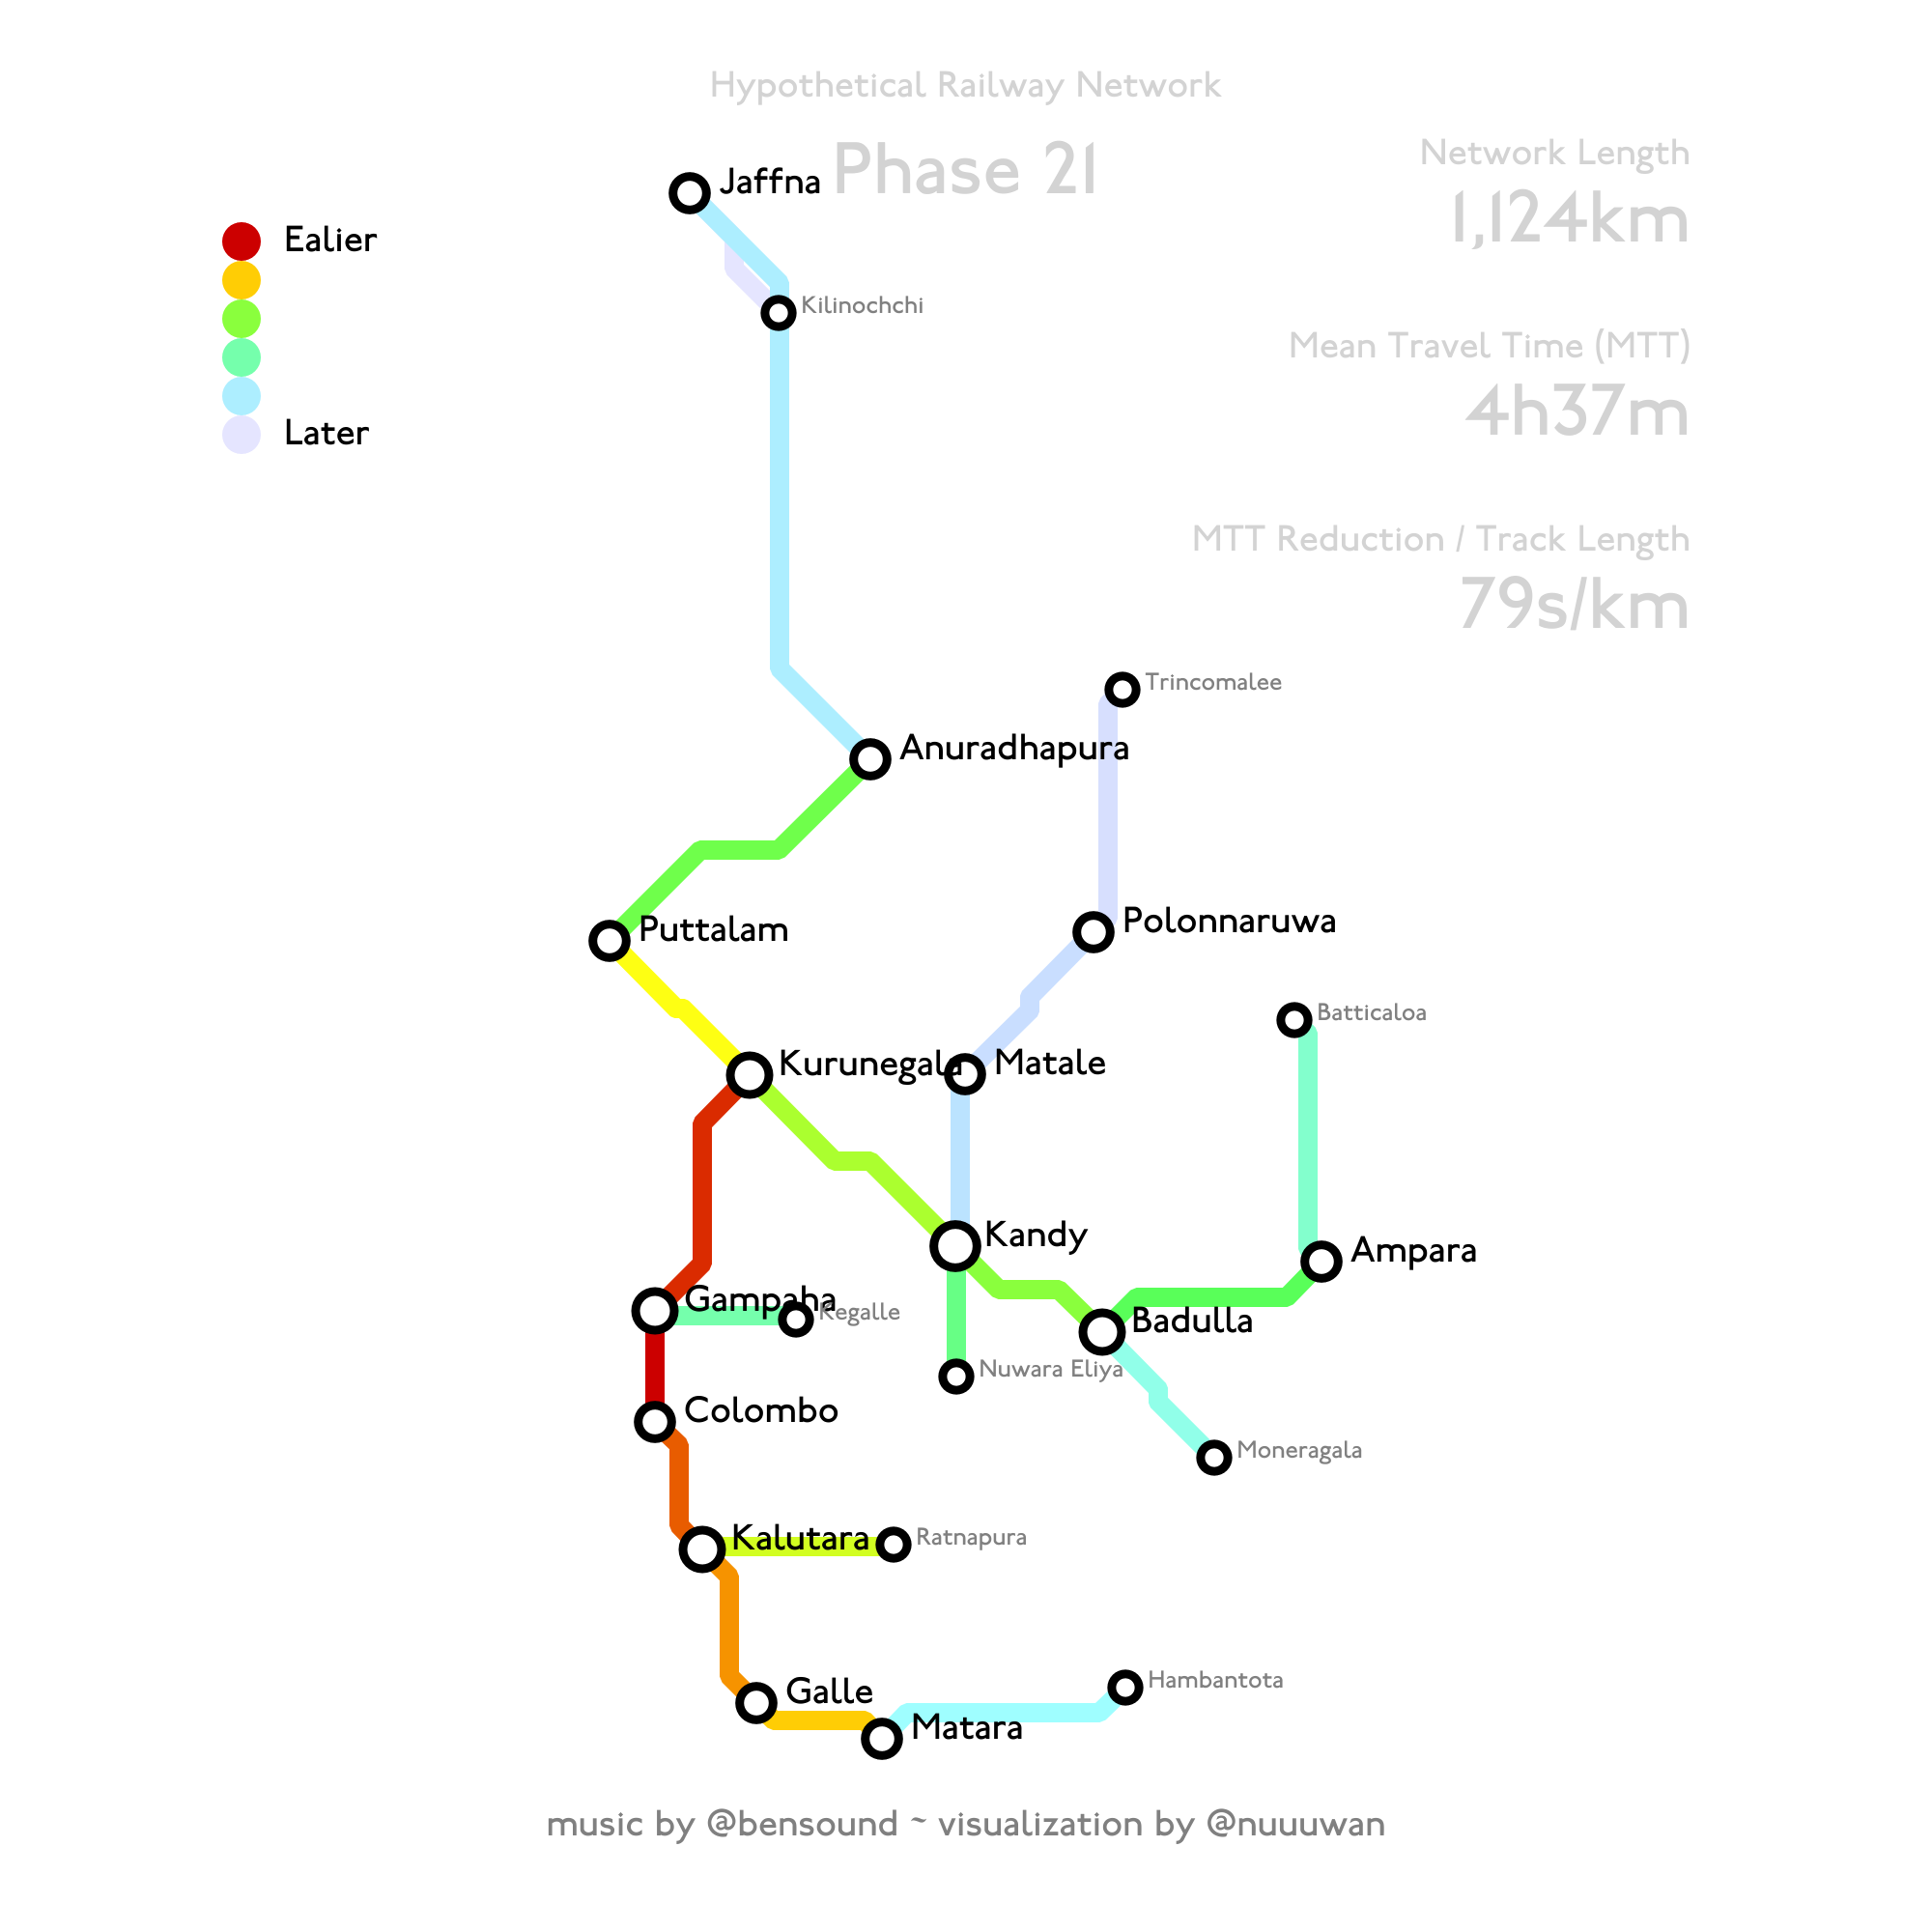 Hypothetical Railway Network
Phase 21
Network Length
1,124km
Jaffna
Ealier
Kilinochchi
Mean Travel Time (MTT)
4h37m
Later
MTT Reduction / Track Length
79s/km
Trincomalee
Anuradhapura
Puttalam
Polonnaruwa
Batticaloa
Kurunegala
Matale
Kandy
Ampara
Gampaha
Kegalle
Badulla
Nuwara Eliya
Colombo
Moneragala
Kalutara
Ratnapura
Galle
Hambantota
Matara
music by @bensound ~ visualization by @nuuuwan